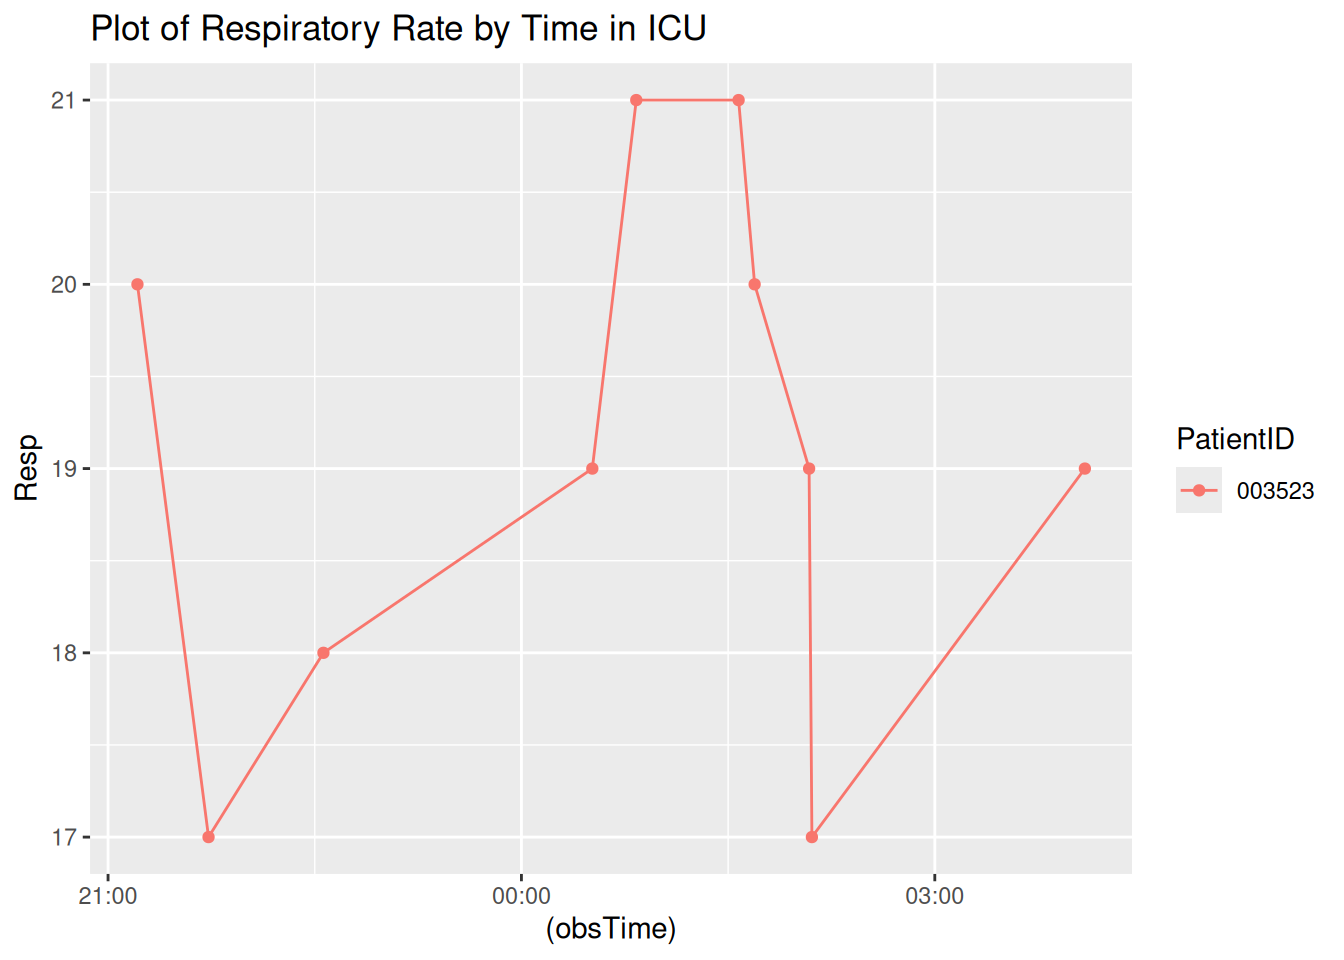 Plot of Respiratory Rate by Time in ICU
21
20
19
18
17
Resp
21:00
00:00
03:00
(obsTime)
PatientID
003523